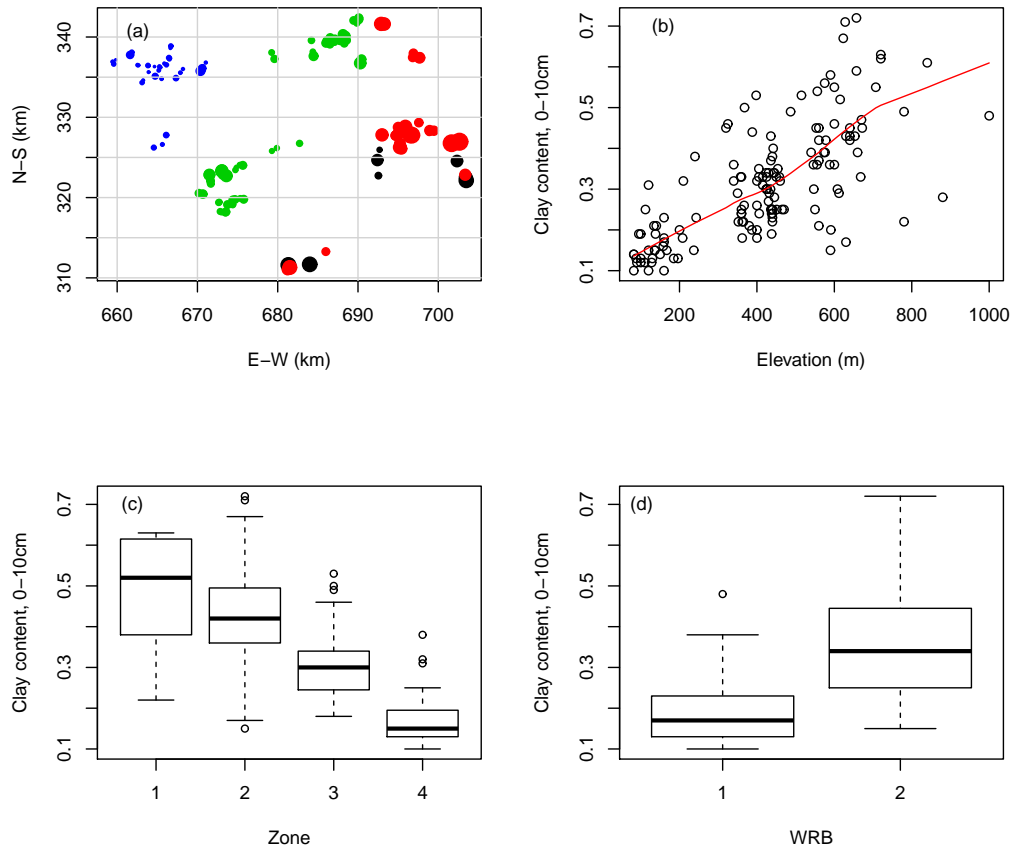 (a)
340
330
320
310
N−S (km)
660 670 680 690 700
E−W (km)
(b)
0.7
0.5
0.3
0.1
Clay content, 0−10cm
200 400 600 800 1000
Elevation (m)
(c)
0.7
0.5
0.3
0.1
Clay content, 0−10cm
1 2 3 4
Zone
(d)
0.7
0.5
0.3
0.1
Clay content, 0−10cm
1 2
WRB